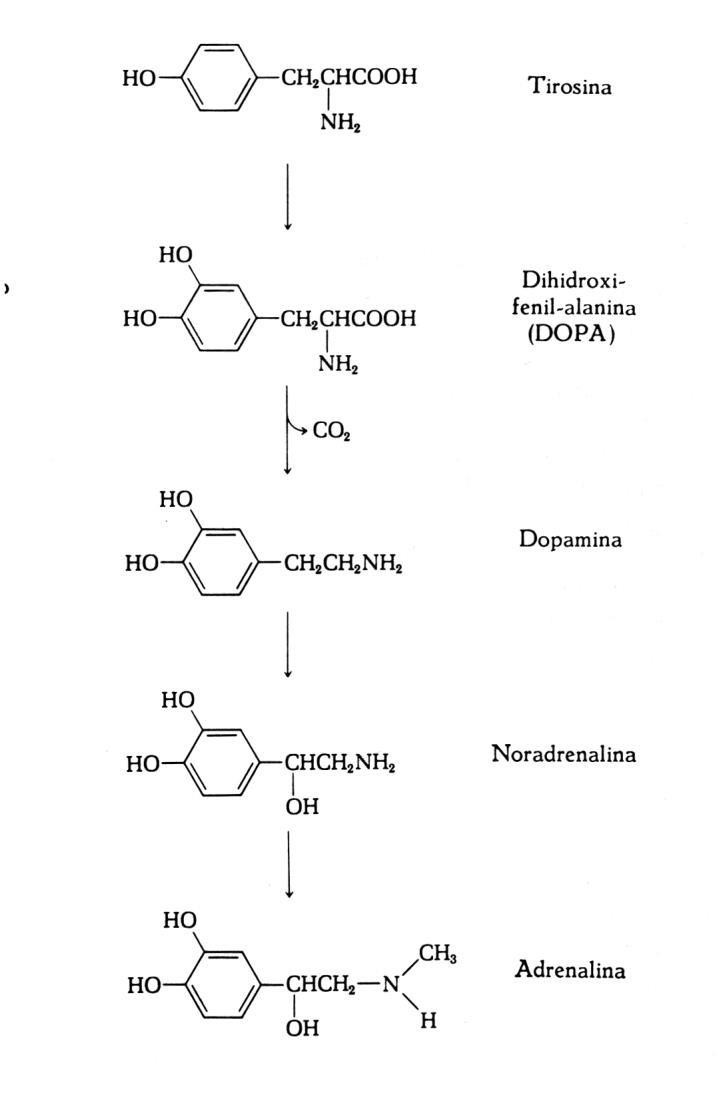 HO CH₂CHCOOH Tirosina
NH₂
HO
HO CH₂CHCOOH Dihidroxi-
fenil-alanina
(DOPA)
NH₂
CO₂
HO
HO CH₂CH₂NH₂ Dopamina
HO
HO CHCH₂NH₂ Noradrenalina
OH
HO
CH₃
HO CHCH₂—N Adrenalina
OH
H